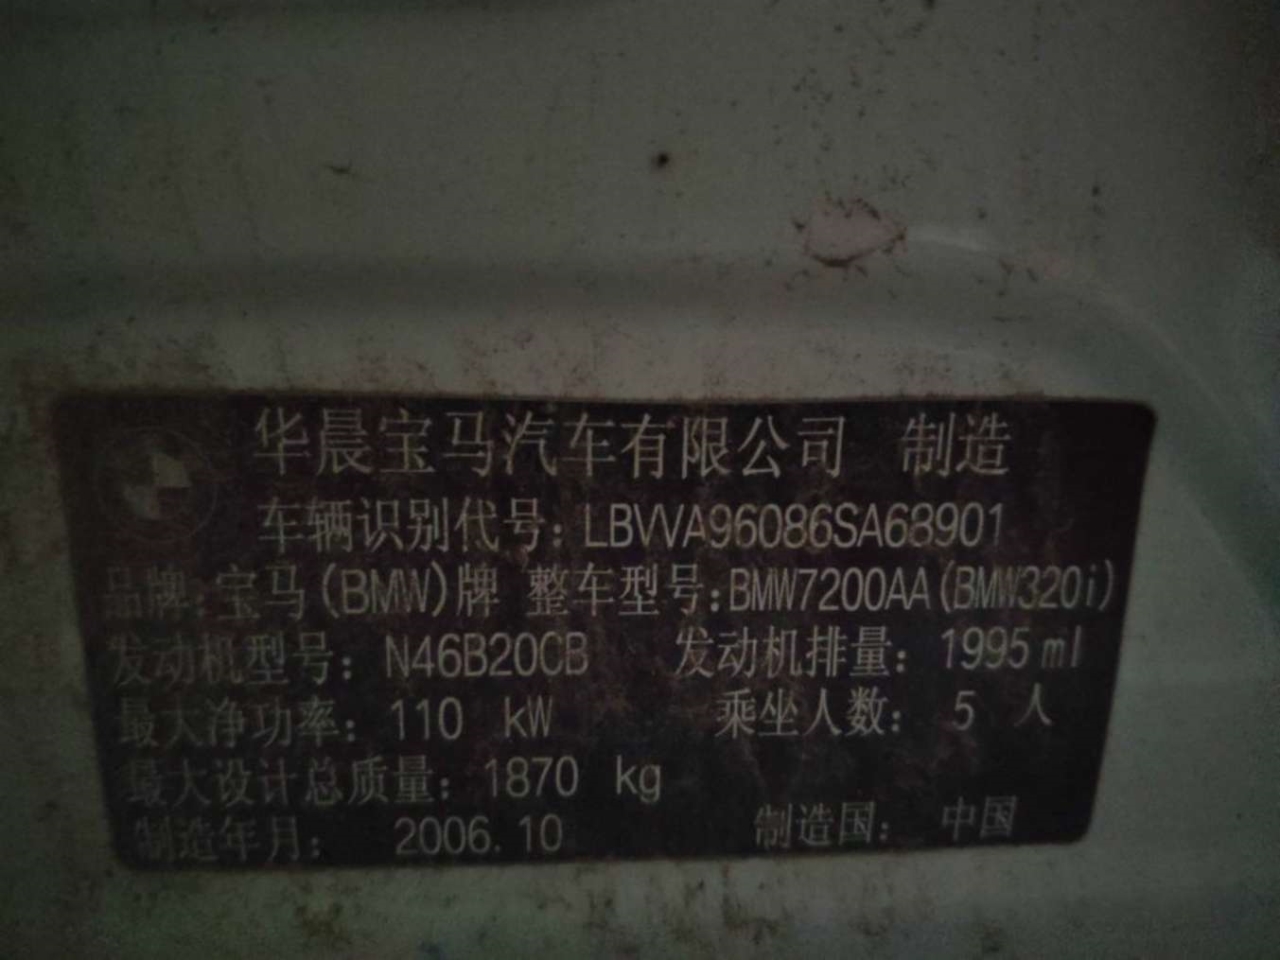 华晨宝马汽车有限公司 制造
车辆识别代号：LBVVA96086SA68901
品牌：宝马(BMW)牌 整车型号：BMW7200AA(BMW320i)
发动机型号：N46B20CB 发动机排量：1995ml
最大净功率：110 kW 乘坐人数：5 人
最大设计总质量：1870 kg
制造年月：2006.10 制造国：中国